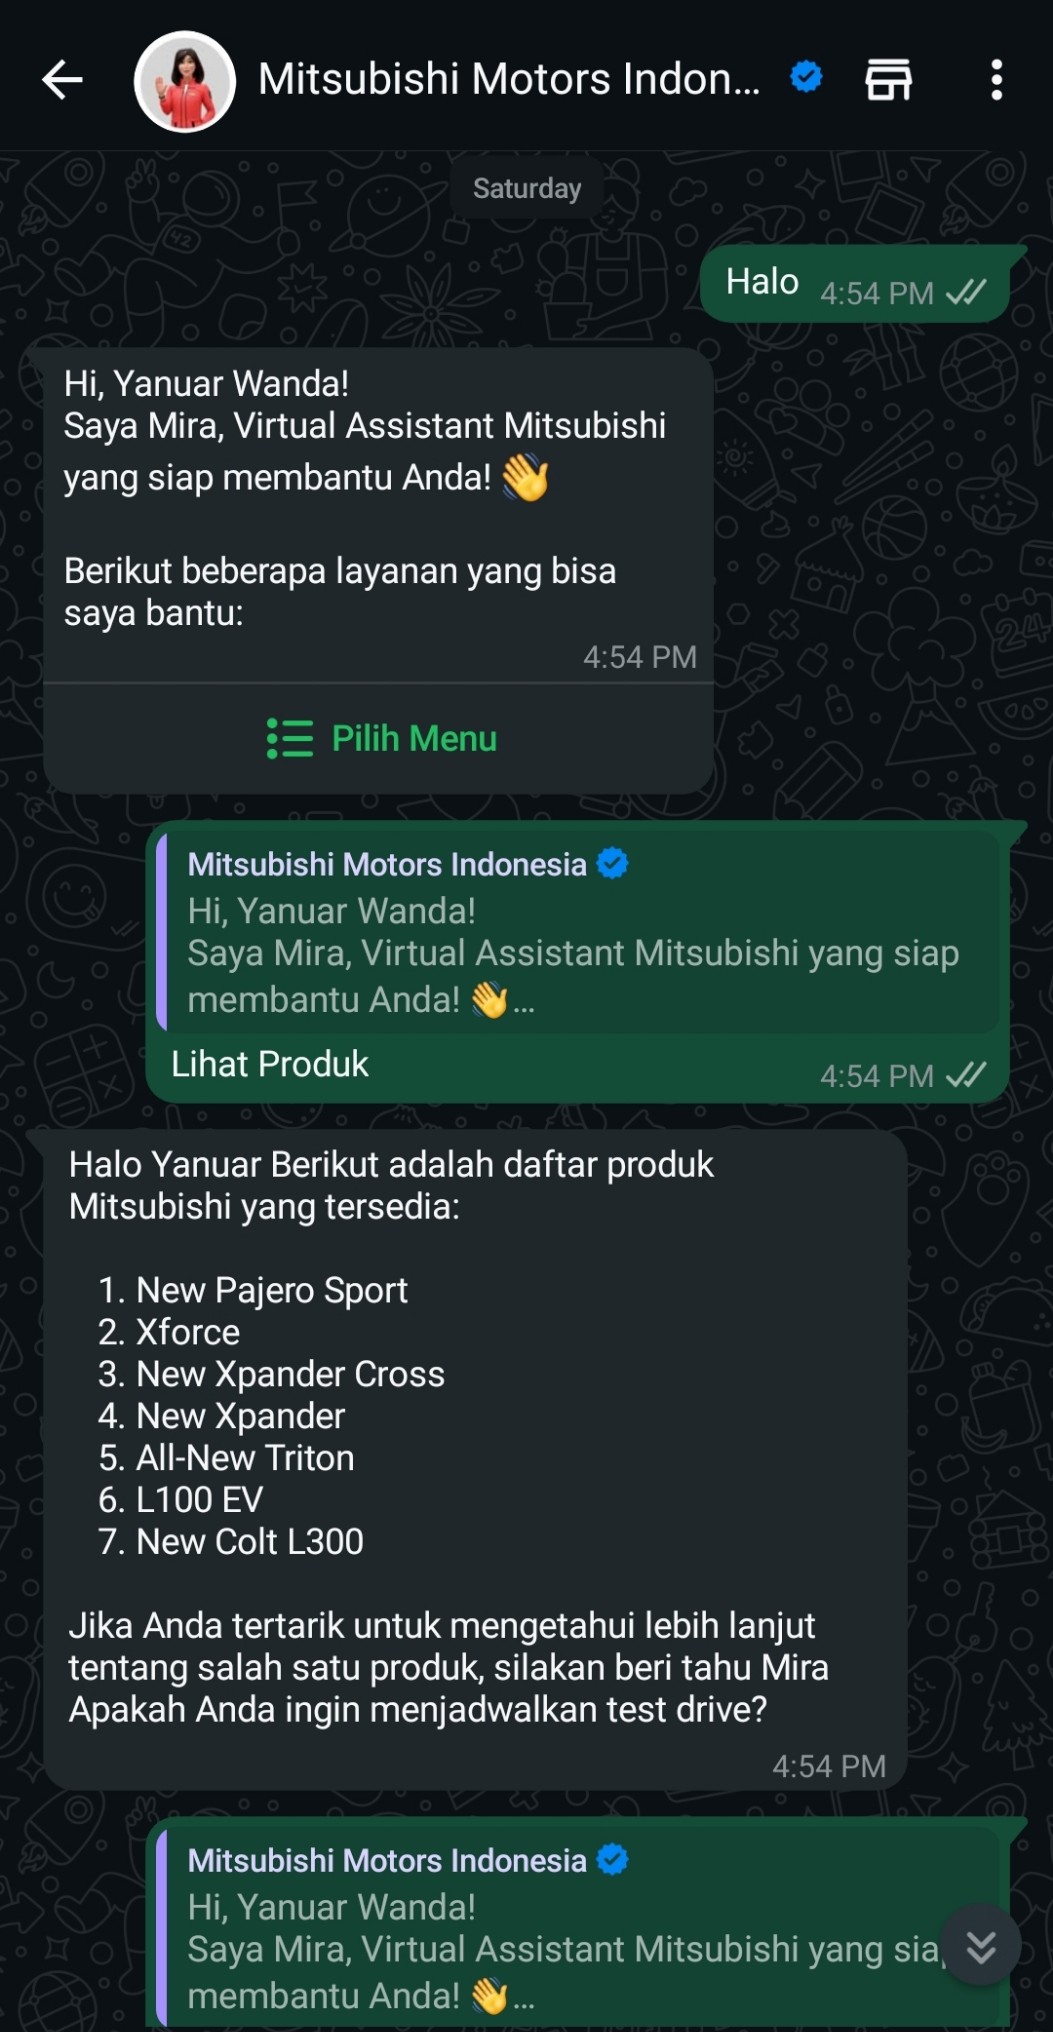 Mitsubishi Motors Indon...
Saturday
Halo 4:54 PM
Hi, Yanuar Wanda!
Saya Mira, Virtual Assistant Mitsubishi
yang siap membantu Anda! 👋
Berikut beberapa layanan yang bisa
saya bantu:
4:54 PM
Pilih Menu
Mitsubishi Motors Indonesia
Hi, Yanuar Wanda!
Saya Mira, Virtual Assistant Mitsubishi yang siap
membantu Anda! 👋...
Lihat Produk 4:54 PM
Halo Yanuar Berikut adalah daftar produk
Mitsubishi yang tersedia:
1. New Pajero Sport
2. Xforce
3. New Xpander Cross
4. New Xpander
5. All-New Triton
6. L100 EV
7. New Colt L300
Jika Anda tertarik untuk mengetahui lebih lanjut
tentang salah satu produk, silakan beri tahu Mira
Apakah Anda ingin menjadwalkan test drive?
4:54 PM
Mitsubishi Motors Indonesia
Hi, Yanuar Wanda!
Saya Mira, Virtual Assistant Mitsubishi yang
membantu Anda! 👋...